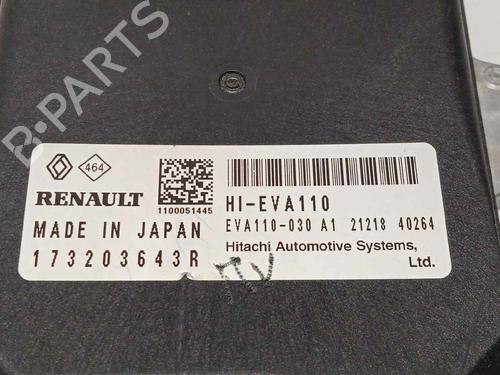 B-PARTS
464
RENAULT
1100051445
MADE IN JAPAN
173203643R
HI-EVA110
EVA110-030 A1 21218 40264
Hitachi Automotive Systems,
Ltd.